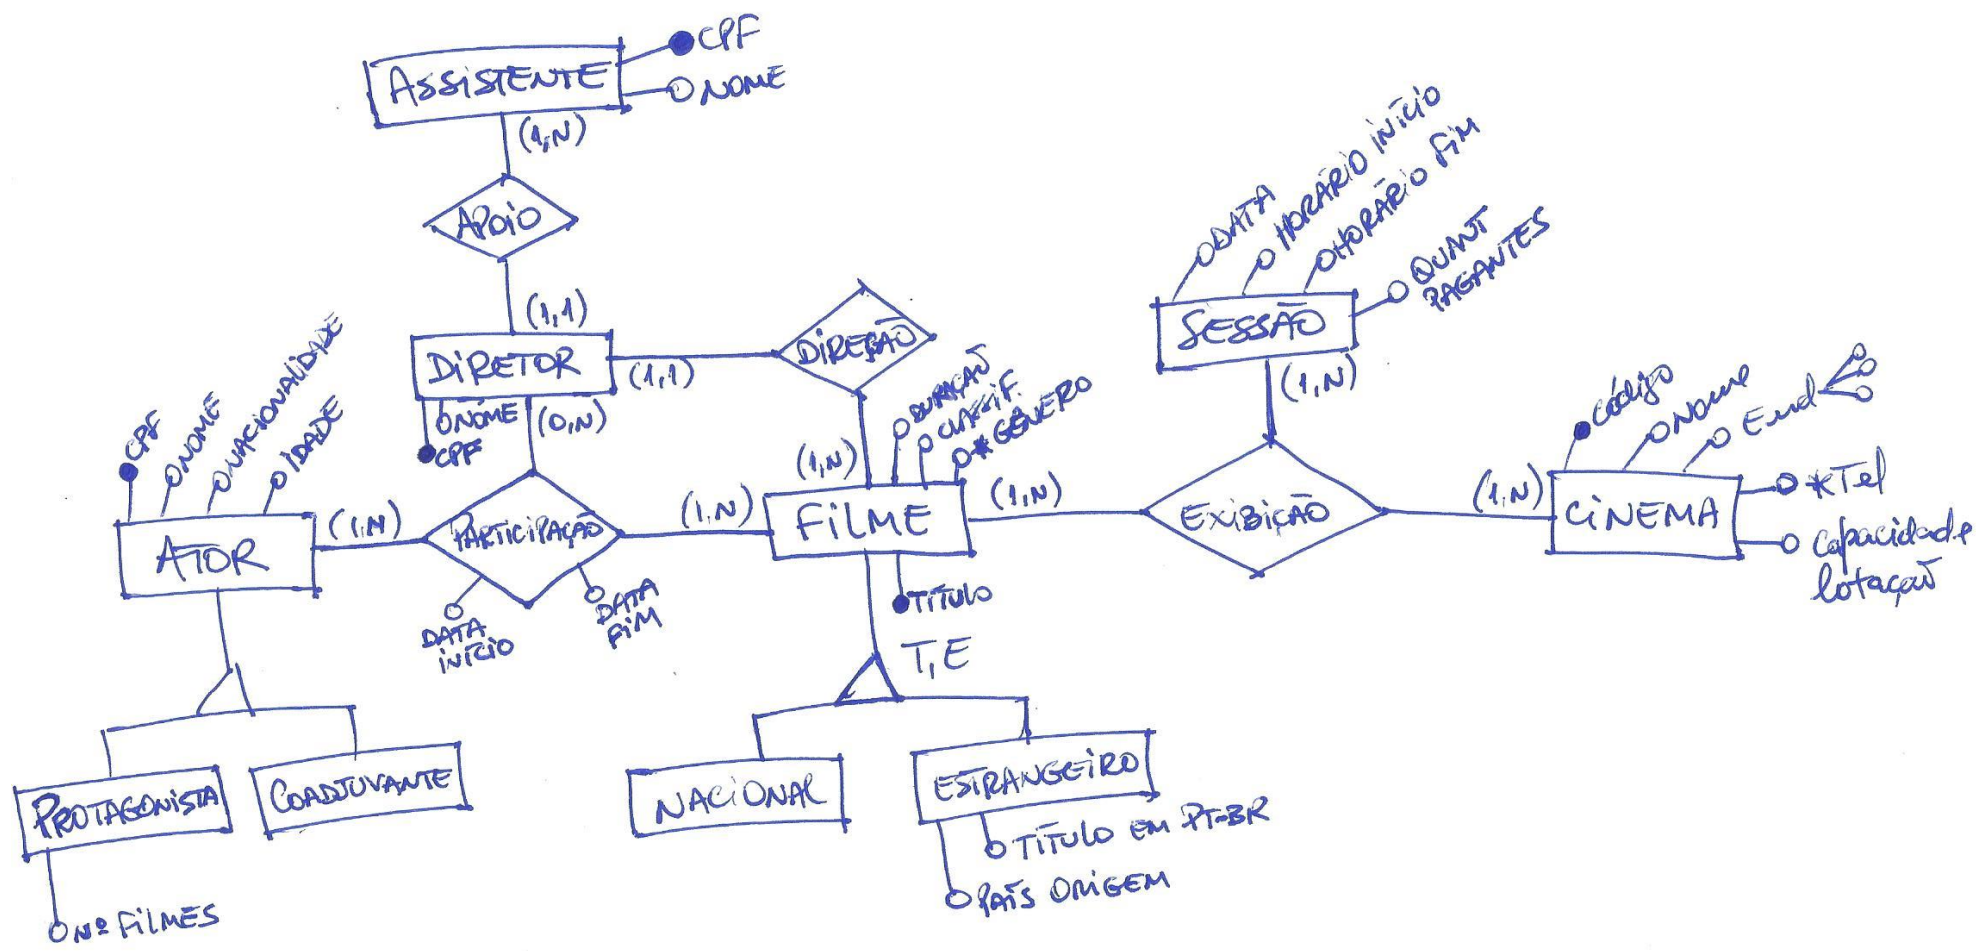 CPF
ASSISTENTE
NOME
(1,N)
APOIO
(1,1)
DIRETOR
NOME
CPF
(0,N)
(1,1)
DIREÇÃO
DATA
HORÁRIO INÍCIO
HORÁRIO FIM
QUANT
PAGANTES
SESSÃO
(1,N)
CPF
NOME
NACIONALIDADE
IDADE
ATOR
(1,N)
PARTICIPAÇÃO
DATA
INÍCIO
DATA
FIM
(1,N)
(1,N)
DURAÇÃO
CLASSIF.
*GÊNERO
FILME
TÍTULO
(1,N)
EXIBIÇÃO
(1,N)
Código
Nome
End
CINEMA
*Tel
Capacidade
lotação
T,E
PROTAGONISTA
COADJUVANTE
NACIONAL
ESTRANGEIRO
TÍTULO EM PT-BR
PAÍS ORIGEM
Nº FILMES